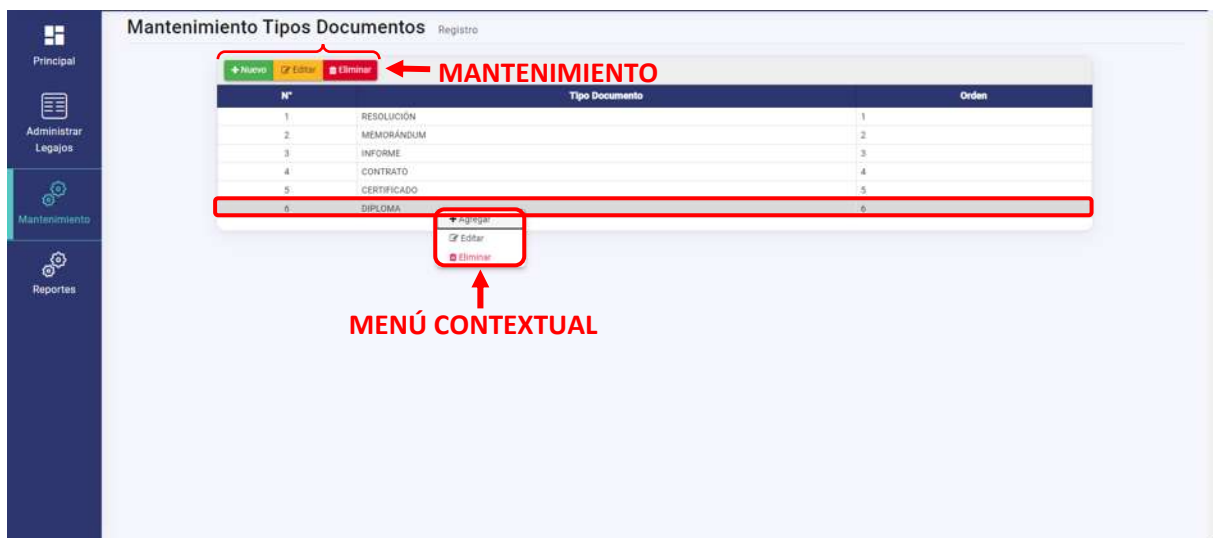 Mantenimiento Tipos Documentos Registro
Principal
Administrar
Legajos
Mantenimiento
Reportes
Nuevo Editar Eliminar
MANTENIMIENTO
N° Tipo Documento Orden
1 RESOLUCIÓN 1
2 MEMORÁNDUM 2
3 INFORME 3
4 CONTRATO 4
5 CERTIFICADO 5
6 DIPLOMA 6
Agregar
Editar
Eliminar
MENÚ CONTEXTUAL